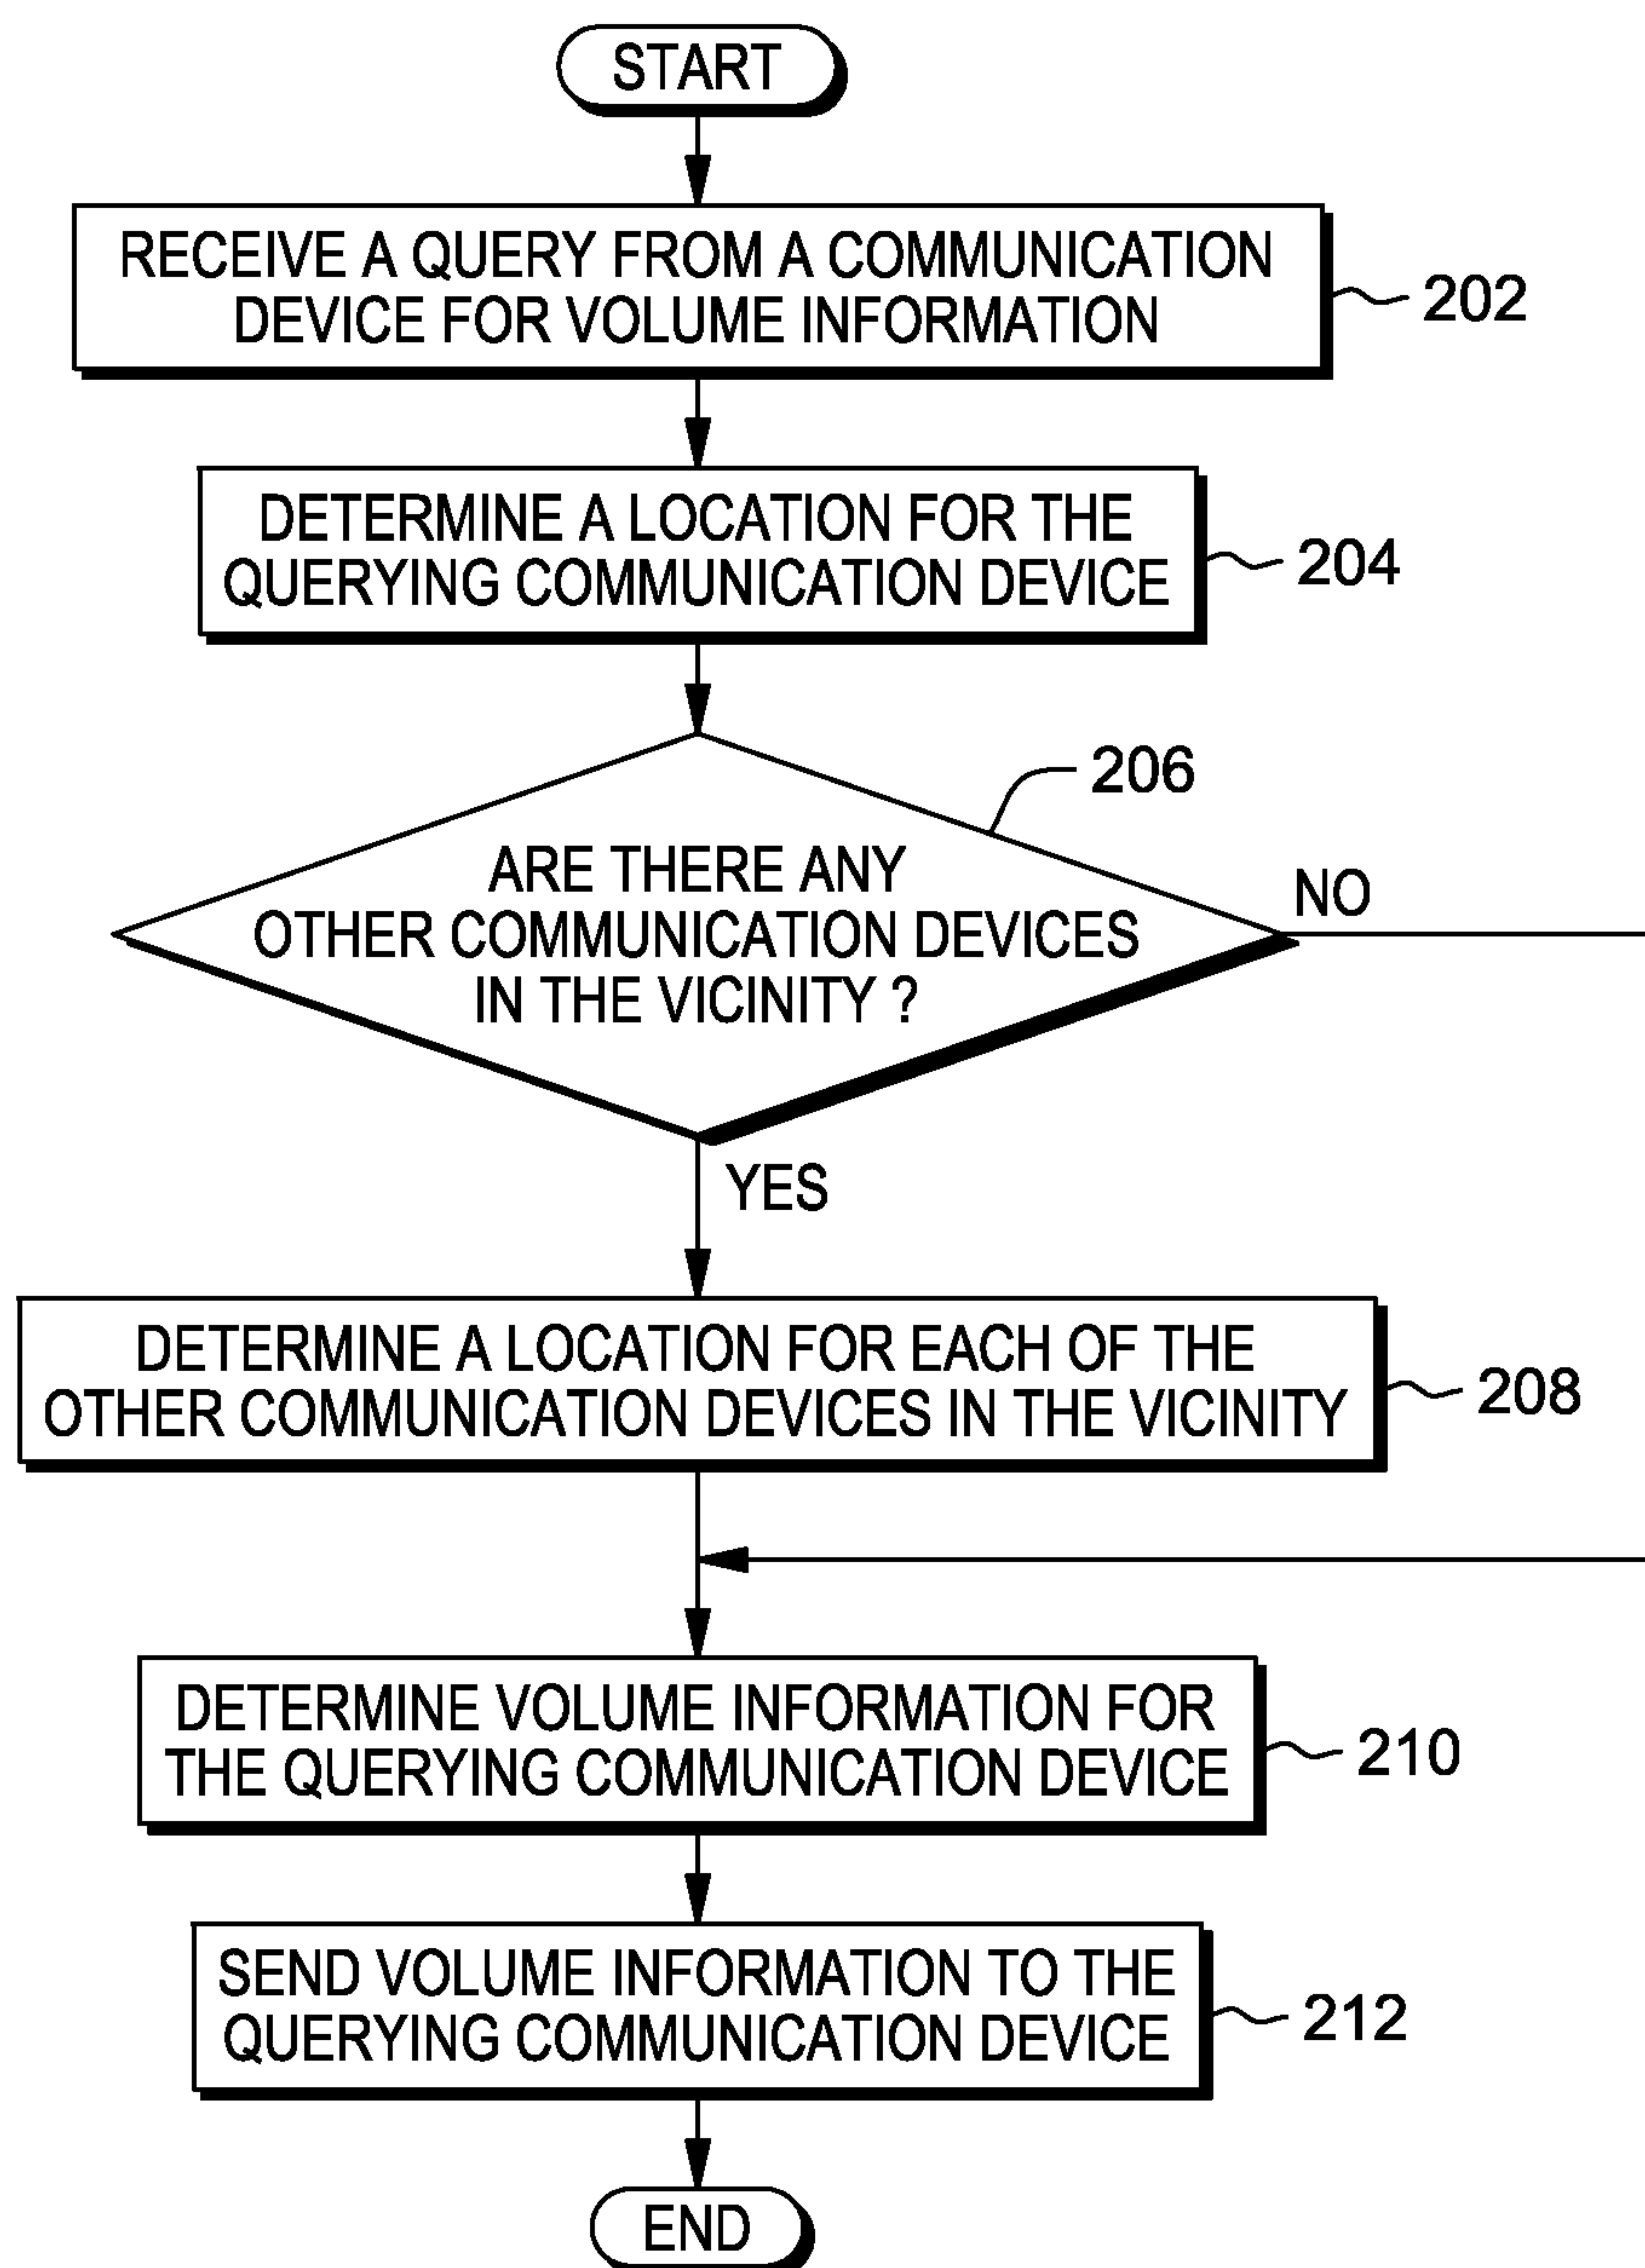 START
RECEIVE A QUERY FROM A COMMUNICATION
DEVICE FOR VOLUME INFORMATION
202
DETERMINE A LOCATION FOR THE
QUERYING COMMUNICATION DEVICE
204
206
ARE THERE ANY
OTHER COMMUNICATION DEVICES
IN THE VICINITY ?
NO
YES
DETERMINE A LOCATION FOR EACH OF THE
OTHER COMMUNICATION DEVICES IN THE VICINITY
208
DETERMINE VOLUME INFORMATION FOR
THE QUERYING COMMUNICATION DEVICE
210
SEND VOLUME INFORMATION TO THE
QUERYING COMMUNICATION DEVICE
212
END